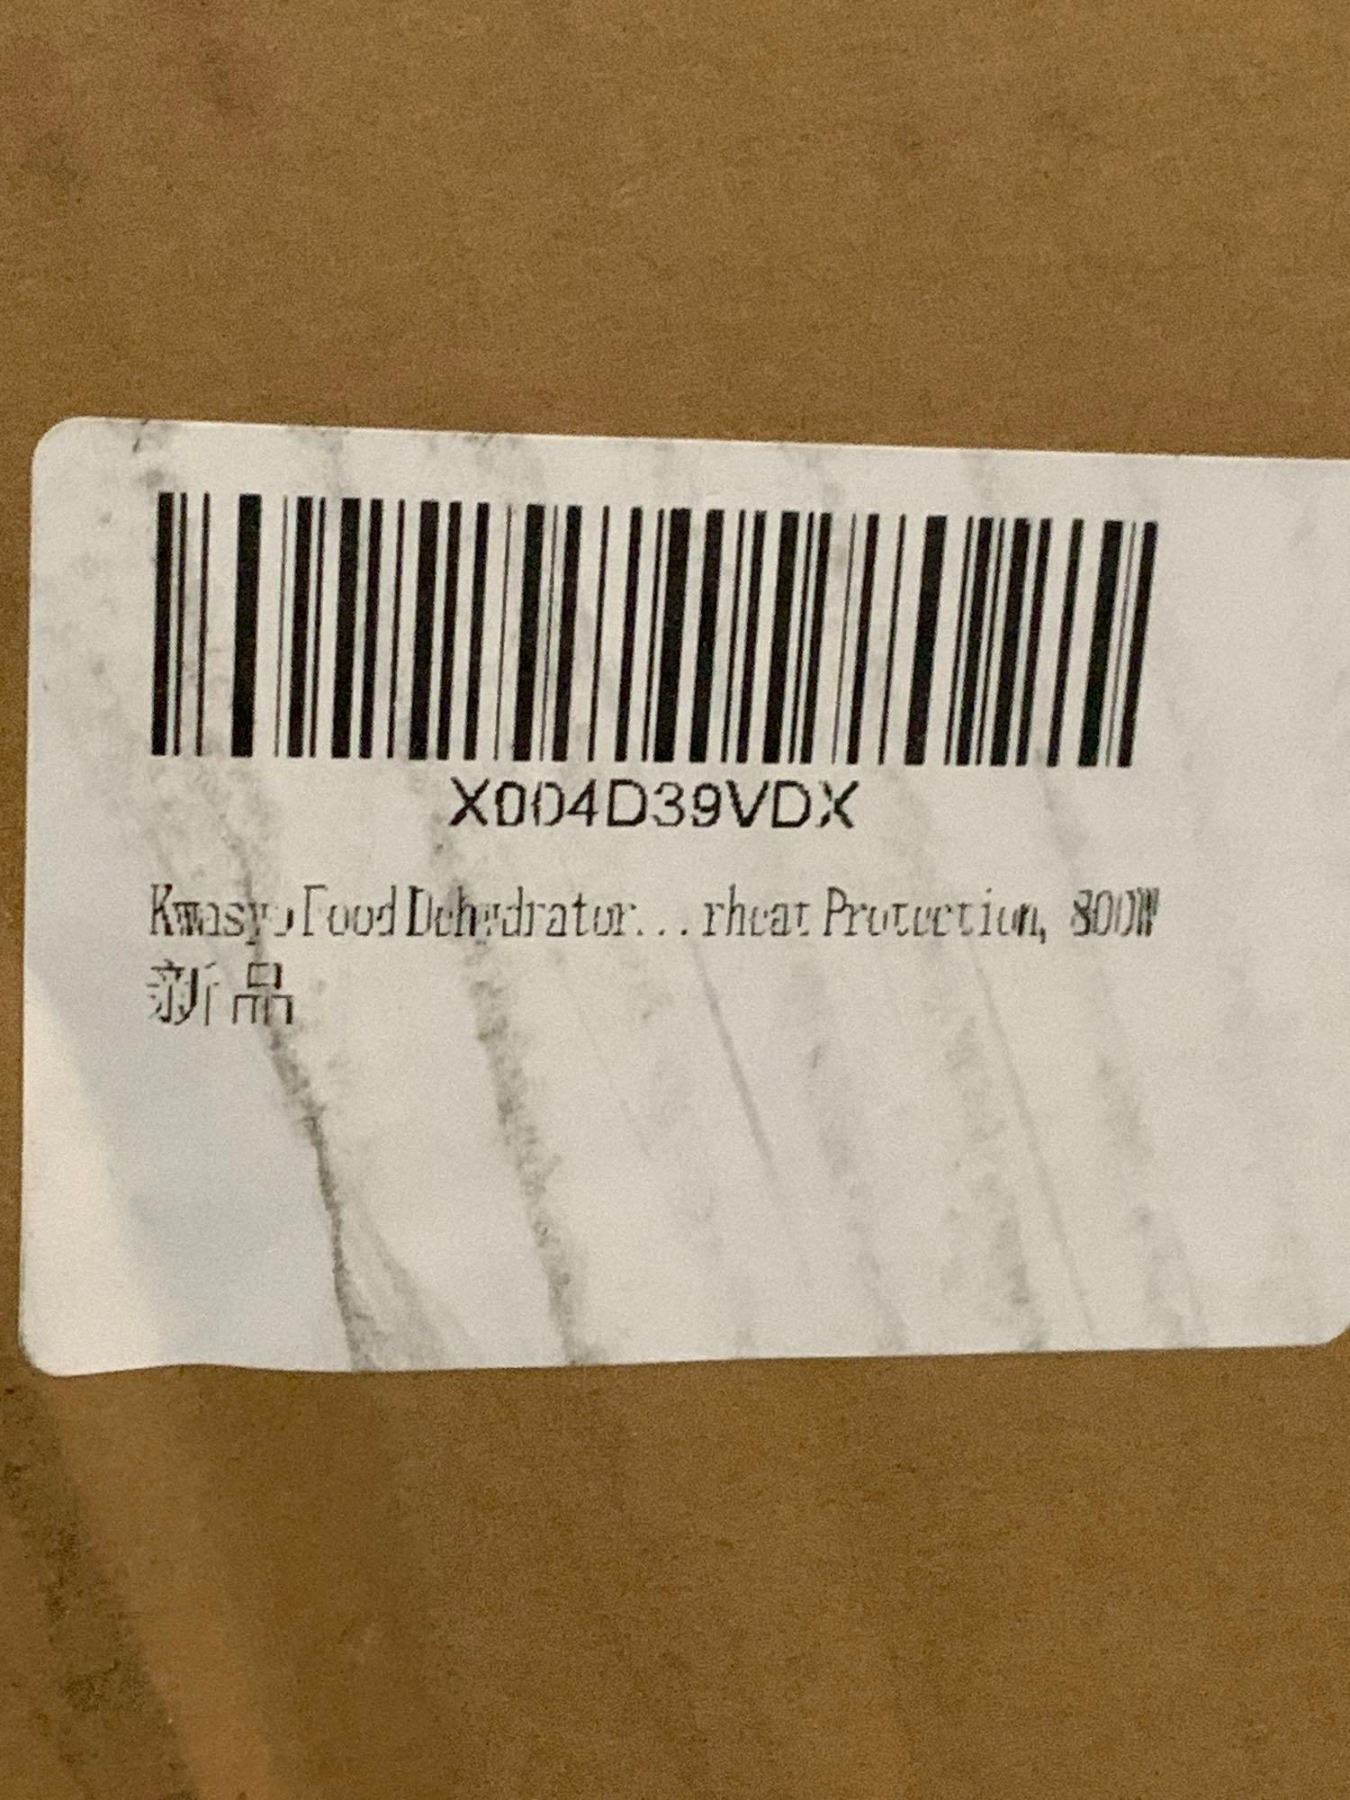 X004D39VDX
Kwasyo Food Dehydrator...rheat Protection, 800W
新品